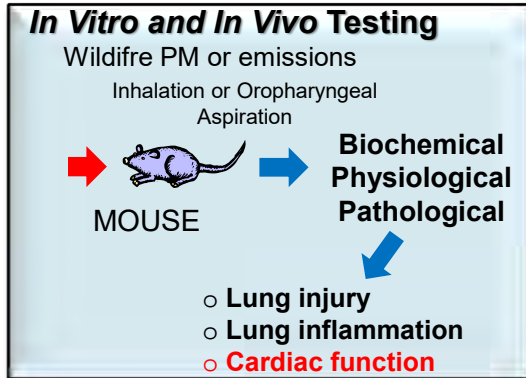 In Vitro and In Vivo Testing
Wildifre PM or emissions
Inhalation or Oropharyngeal
Aspiration
Biochemical
Physiological
Pathological
MOUSE
o Lung injury
o Lung inflammation
o Cardiac function